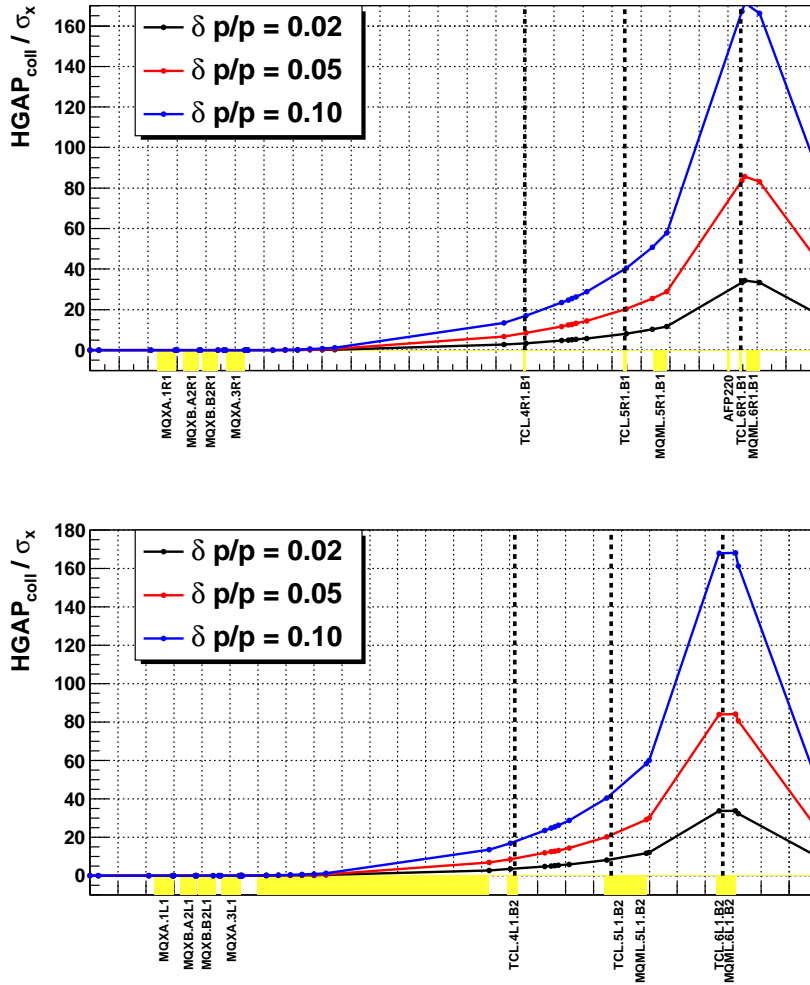 HGAPcoll / σx
160
140
120
100
80
60
40
20
0
δ p/p = 0.02
δ p/p = 0.05
δ p/p = 0.10
MQXA.1R1
MQXB.A2R1
MQXB.B2R1
MQXA.3R1
TCL.4R1.B1
TCL.5R1.B1
MQML.5R1.B1
AFP220
TCL.6R1.B1
MQML.6R1.B1
HGAPcoll / σx
180
160
140
120
100
80
60
40
20
0
δ p/p = 0.02
δ p/p = 0.05
δ p/p = 0.10
MQXA.1L1
MQXB.A2L1
MQXB.B2L1
MQXA.3L1
TCL.4L1.B2
TCL.5L1.B2
MQML.5L1.B2
TCL.6L1.B2
MQML.6L1.B2